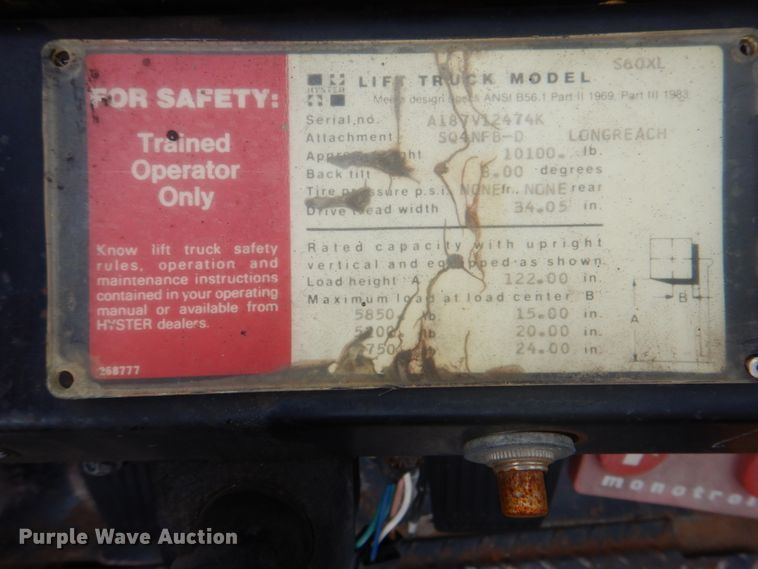 FOR SAFETY:
Trained
Operator
Only
Know lift truck safety
rules, operation and
maintenance instructions
contained in your operating
manual or available from
HYSTER dealers.
268777
S60XL
HYSTER
LIFT TRUCK MODEL
Meets design specs ANSI B56.1 Part II 1969, Part III 1983
Serial no. A187V12474K
Attachment LONGREACH
10100. lb.
Back tilt degrees
Tire pressure p.s.i. NONE fr. NONE rear
Drive tread width 34.05 in.
Rated capacity with upright
vertical and equipped as shown.
Load height A 122.00 in.
Maximum load at load center B
5850. lb. 15.00 in.
lb. 20.00 in.
24.00 in.
B
A
monotro
Purple Wave Auction